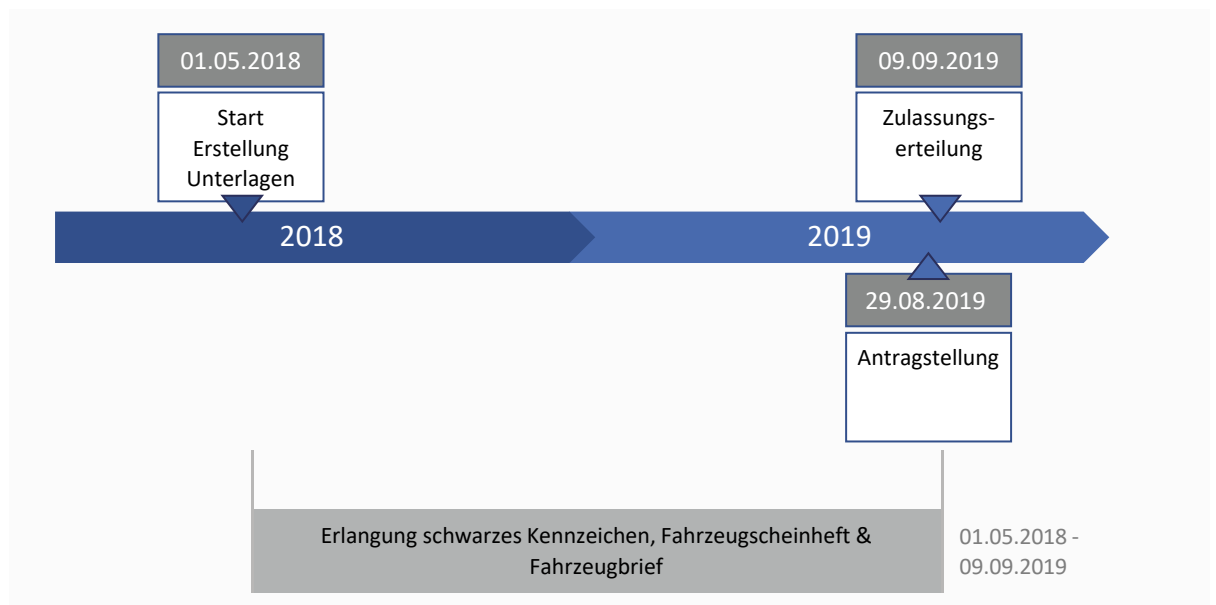 01.05.2018
Start
Erstellung
Unterlagen
09.09.2019
Zulassungs-
erteilung
2018
2019
29.08.2019
Antragstellung
Erlangung schwarzes Kennzeichen, Fahrzeugscheinheft &
Fahrzeugbrief
01.05.2018 -
09.09.2019